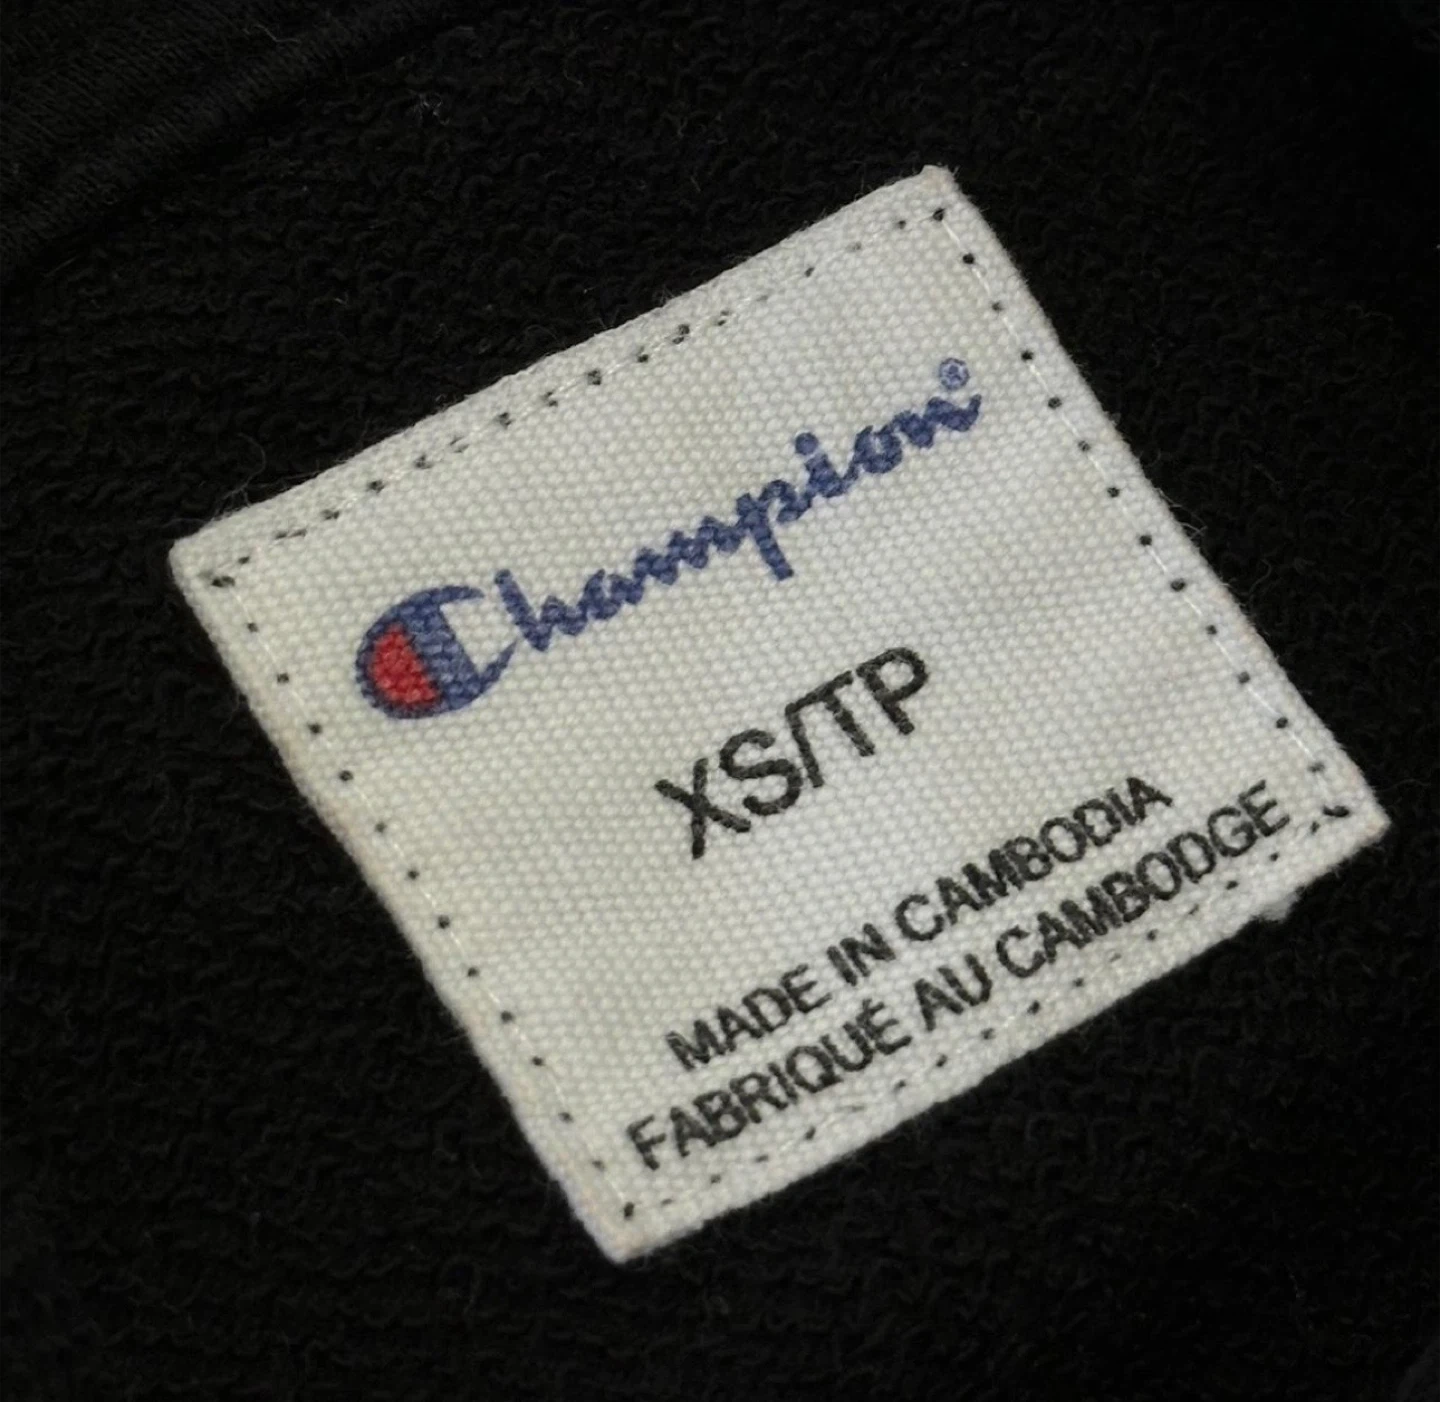 Champion®
XS/TP
MADE IN CAMBODIA
FABRIQUÉ AU CAMBODGE